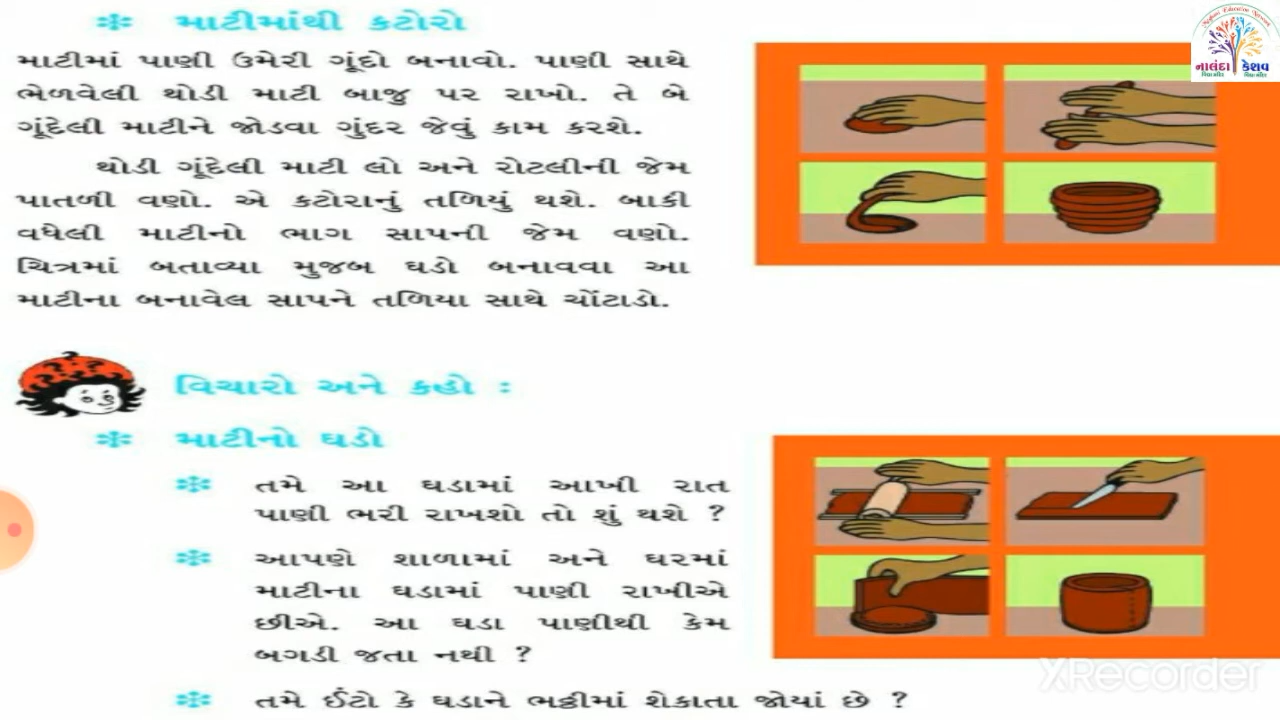 માટીમાંથી કટોરો
માટીમાં પાણી ઉમેરી ગૂંદો બનાવો. પાણી સાથે
ભેળવેલી થોડી માટી બાજુ પર રાખો. તે બે
ગૂંદેલી માટીને જોડવા ગુંદર જેવું કામ કરશે.
થોડી ગૂંદેલી માટી લો અને રોટલીની જેમ
પાતળી વણો. એ કટોરાનું તળિયું થશે. બાકી
વધેલી માટીનો ભાગ સાપની જેમ વણો.
ચિત્રમાં બતાવ્યા મુજબ ઘડો બનાવવા આ
માટીના બનાવેલ સાપને તળિયા સાથે ચોંટાડો.
નાલંદા કેશવ
વિચારો અને કહો :
માટીનો ઘડો
તમે આ ઘડામાં આખી રાત
પાણી ભરી રાખશો તો શું થશે ?
આપણે શાળામાં અને ઘરમાં
માટીના ઘડામાં પાણી રાખીએ
છીએ. આ ઘડા પાણીથી કેમ
બગડી જતા નથી ?
તમે ઈંટો કે ઘડાને ભઠ્ઠીમાં શેકાતા જોયાં છે ?
XRecorder